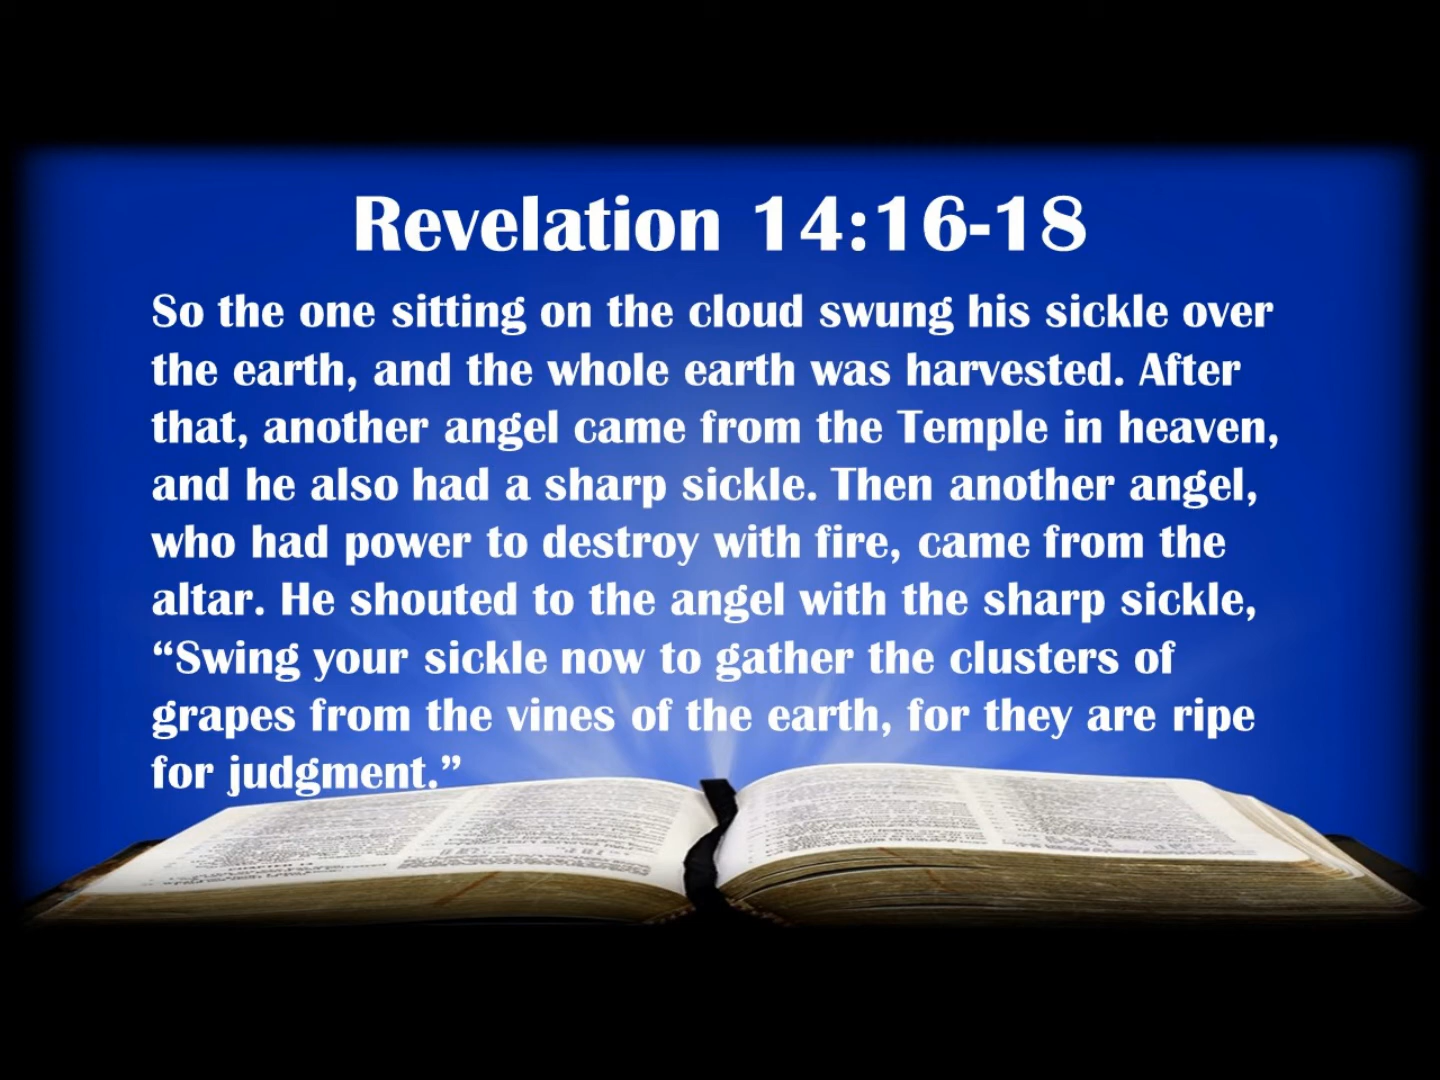 Revelation 14:16-18
So the one sitting on the cloud swung his sickle over
the earth, and the whole earth was harvested. After
that, another angel came from the Temple in heaven,
and he also had a sharp sickle. Then another angel,
who had power to destroy with fire, came from the
altar. He shouted to the angel with the sharp sickle,
“Swing your sickle now to gather the clusters of
grapes from the vines of the earth, for they are ripe
for judgment.”